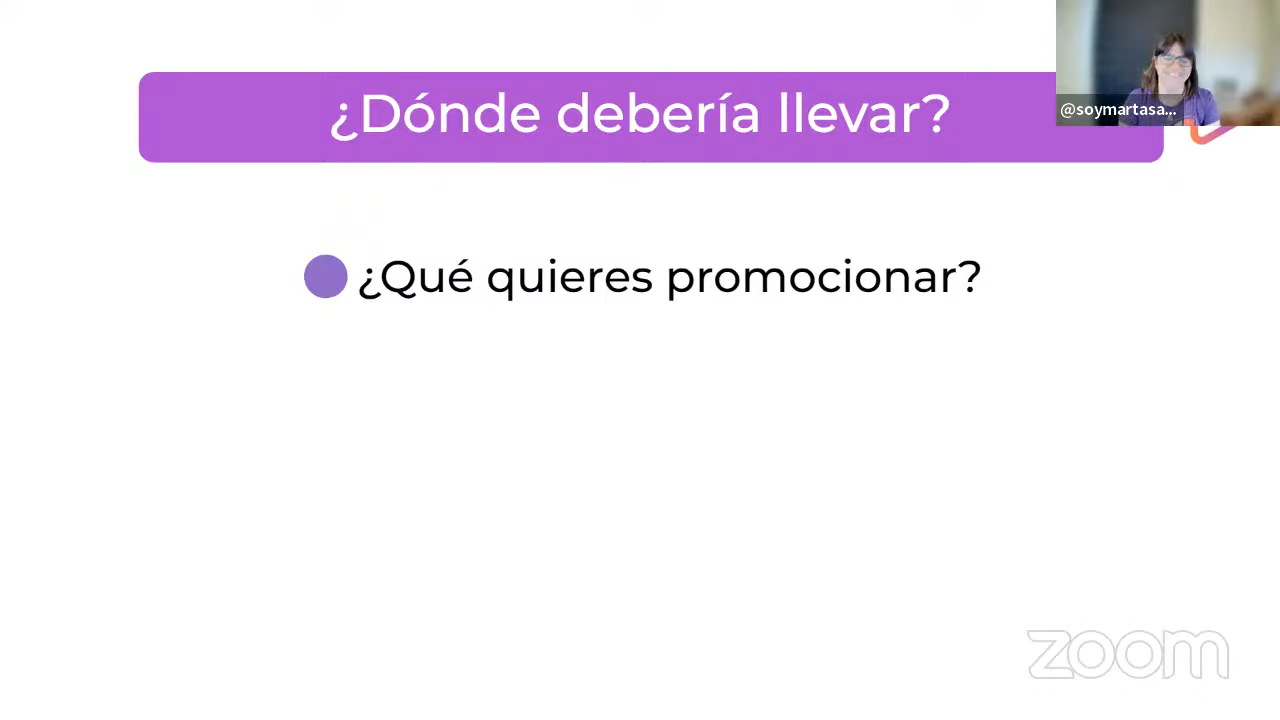 ¿Dónde debería llevar?
@soymartasa...
¿Qué quieres promocionar?
zoom